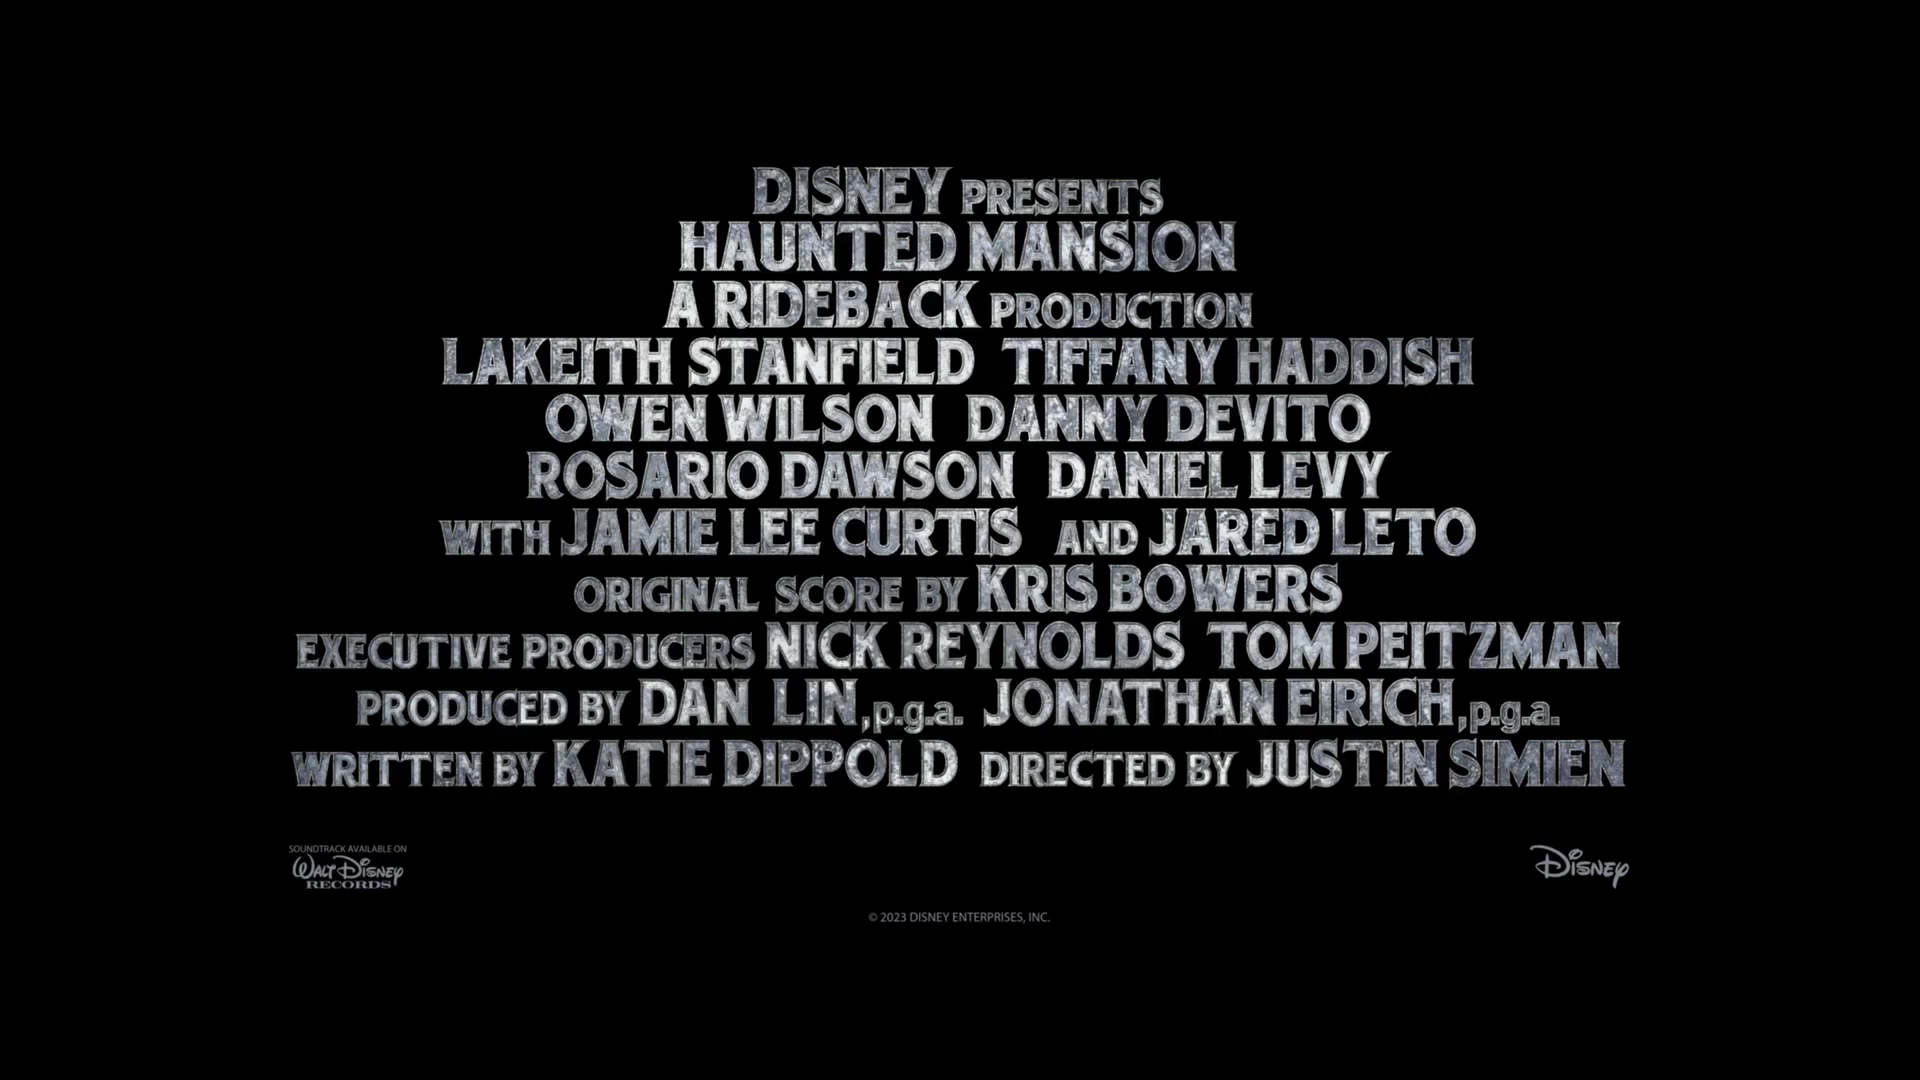 DISNEY PRESENTS
HAUNTED MANSION
A RIDEBACK PRODUCTION
LAKEITH STANFIELD TIFFANY HADDISH
OWEN WILSON DANNY DEVITO
ROSARIO DAWSON DANIEL LEVY
WITH JAMIE LEE CURTIS AND JARED LETO
ORIGINAL SCORE BY KRIS BOWERS
EXECUTIVE PRODUCERS NICK REYNOLDS TOM PEITZMAN
PRODUCED BY DAN LIN, p.g.a. JONATHAN EIRICH, p.g.a.
WRITTEN BY KATIE DIPPOLD DIRECTED BY JUSTIN SIMIEN
SOUNDTRACK AVAILABLE ON
WALT DISNEY
RECORDS
DISNEY
© 2023 DISNEY ENTERPRISES, INC.